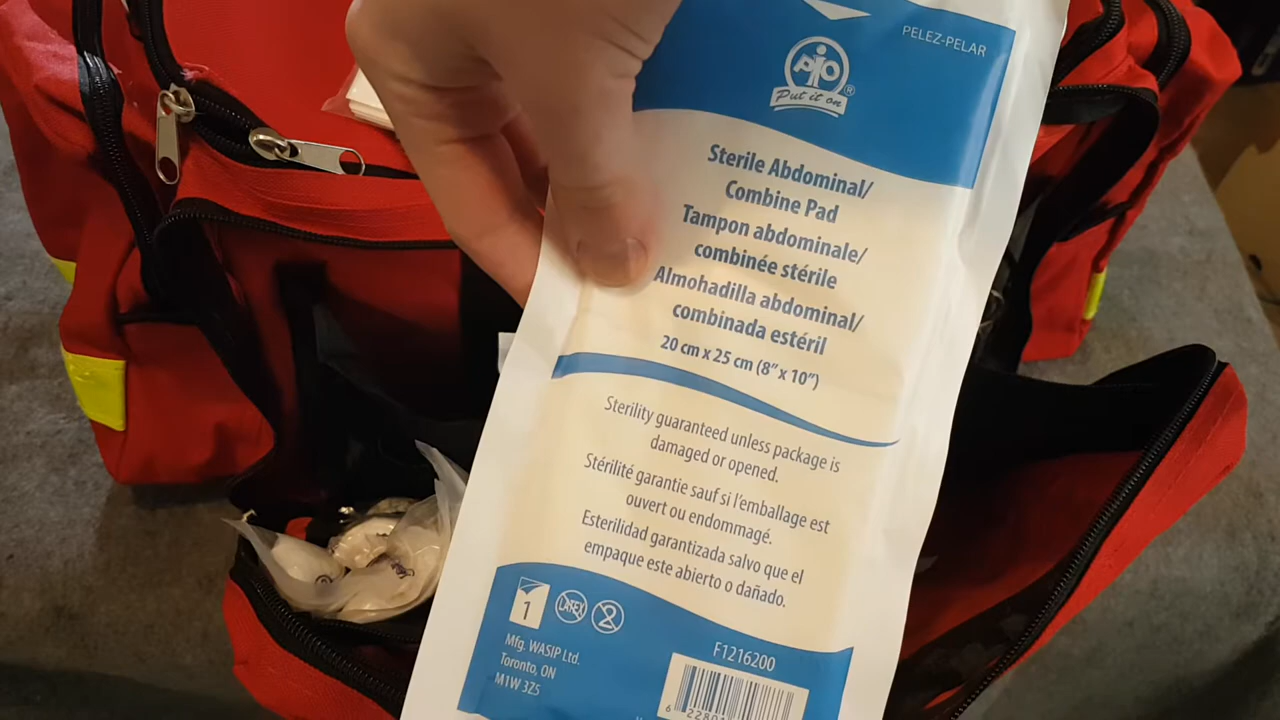 PELEZ-PELAR
PiO
Put it on
®
Sterile Abdominal/
Combine Pad
Tampon abdominale/
combinée stérile
Almohadilla abdominal/
combinada estéril
20 cm x 25 cm (8” x 10”)
Sterility guaranteed unless package is
damaged or opened.
Stérilité garantie sauf si l’emballage est
ouvert ou endommagé.
Esterilidad garantizada salvo que el
empaque este abierto o dañado.
1
LATEX
2
Mfg. WASIP Ltd.
Toronto, ON
M1W 3Z5
F1216200